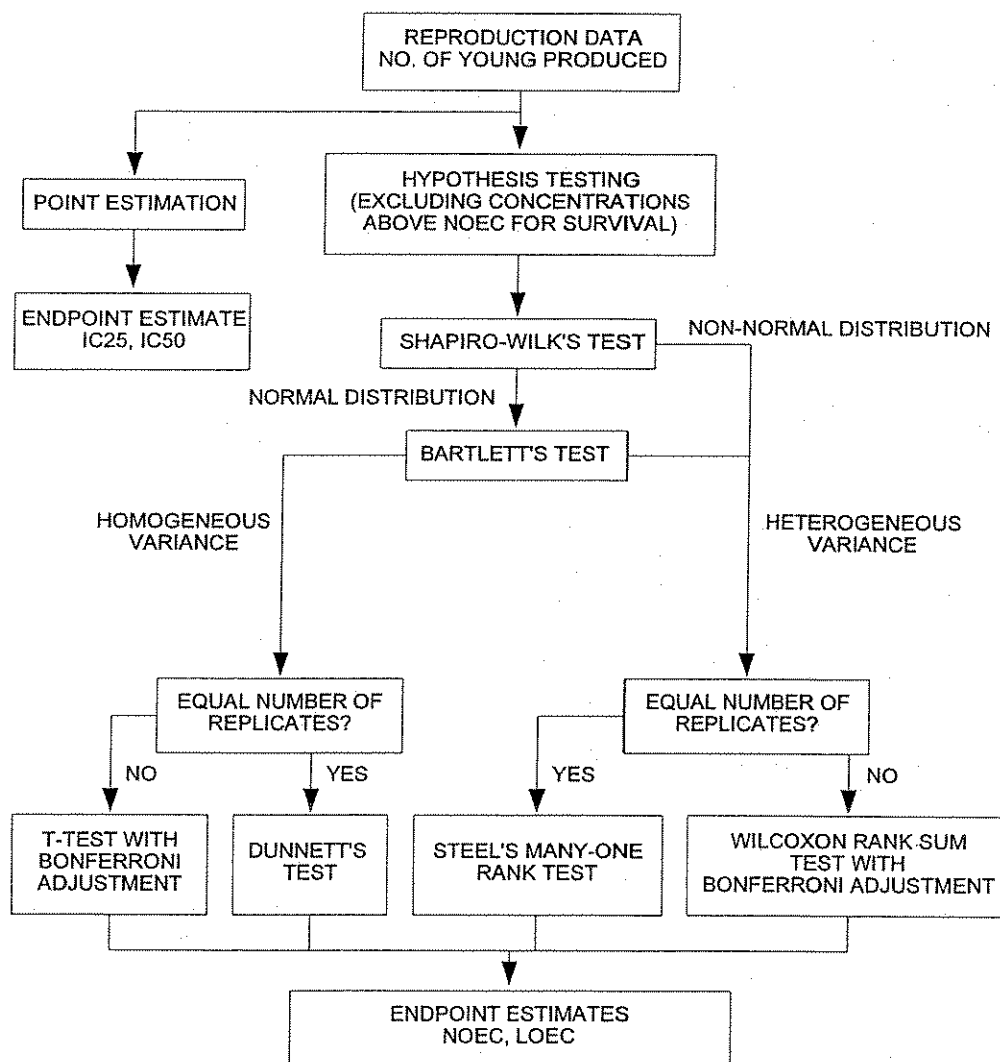 REPRODUCTION DATA
NO. OF YOUNG PRODUCED
POINT ESTIMATION
HYPOTHESIS TESTING
(EXCLUDING CONCENTRATIONS
ABOVE NOEC FOR SURVIVAL)
ENDPOINT ESTIMATE
IC25, IC50
SHAPIRO-WILK'S TEST
NON-NORMAL DISTRIBUTION
NORMAL DISTRIBUTION
BARTLETT'S TEST
HOMOGENEOUS
VARIANCE
HETEROGENEOUS
VARIANCE
EQUAL NUMBER OF
REPLICATES?
EQUAL NUMBER OF
REPLICATES?
NO
YES
YES
NO
T-TEST WITH
BONFERRONI
ADJUSTMENT
DUNNETT'S
TEST
STEEL'S MANY-ONE
RANK TEST
WILCOXON RANK-SUM
TEST WITH
BONFERRONI ADJUSTMENT
ENDPOINT ESTIMATES
NOEC, LOEC